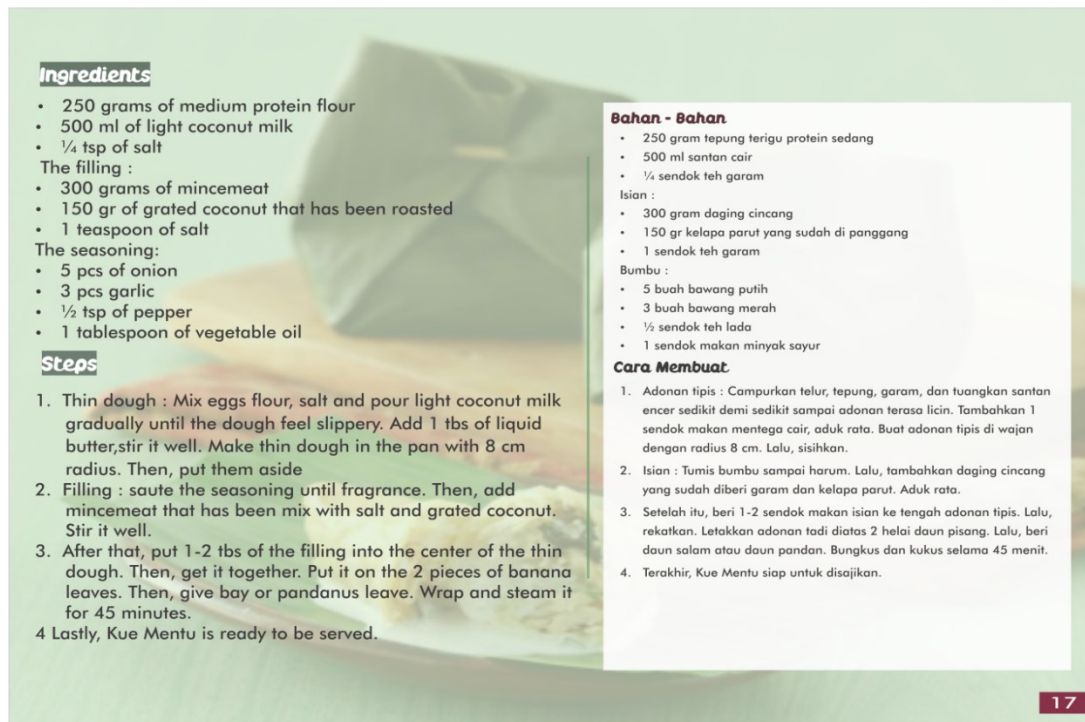 Ingredients
• 250 grams of medium protein flour
• 500 ml of light coconut milk
• ¼ tsp of salt
The filling :
• 300 grams of mincemeat
• 150 gr of grated coconut that has been roasted
• 1 teaspoon of salt
The seasoning:
• 5 pcs of onion
• 3 pcs garlic
• ½ tsp of pepper
• 1 tablespoon of vegetable oil
Steps
1. Thin dough : Mix eggs flour, salt and pour light coconut milk
gradually until the dough feel slippery. Add 1 tbs of liquid
butter,stir it well. Make thin dough in the pan with 8 cm
radius. Then, put them aside
2. Filling : saute the seasoning until fragrance. Then, add
mincemeat that has been mix with salt and grated coconut.
Stir it well.
3. After that, put 1-2 tbs of the filling into the center of the thin
dough. Then, get it together. Put it on the 2 pieces of banana
leaves. Then, give bay or pandanus leave. Wrap and steam it
for 45 minutes.
4 Lastly, Kue Mentu is ready to be served.
Bahan - Bahan
• 250 gram tepung terigu protein sedang
• 500 ml santan cair
• ¼ sendok teh garam
Isian :
• 300 gram daging cincang
• 150 gr kelapa parut yang sudah di panggang
• 1 sendok teh garam
Bumbu :
• 5 buah bawang putih
• 3 buah bawang merah
• ½ sendok teh lada
• 1 sendok makan minyak sayur
Cara Membuat
1. Adonan tipis : Campurkan telur, tepung, garam, dan tuangkan santan
encer sedikit demi sedikit sampai adonan terasa licin. Tambahkan 1
sendok makan mentega cair, aduk rata. Buat adonan tipis di wajan
dengan radius 8 cm. Lalu, sisihkan.
2. Isian : Tumis bumbu sampai harum. Lalu, tambahkan daging cincang
yang sudah diberi garam dan kelapa parut. Aduk rata.
3. Setelah itu, beri 1-2 sendok makan isian ke tengah adonan tipis. Lalu,
rekatkan. Letakkan adonan tadi diatas 2 helai daun pisang. Lalu, beri
daun salam atau daun pandan. Bungkus dan kukus selama 45 menit.
4. Terakhir, Kue Mentu siap untuk disajikan.
17